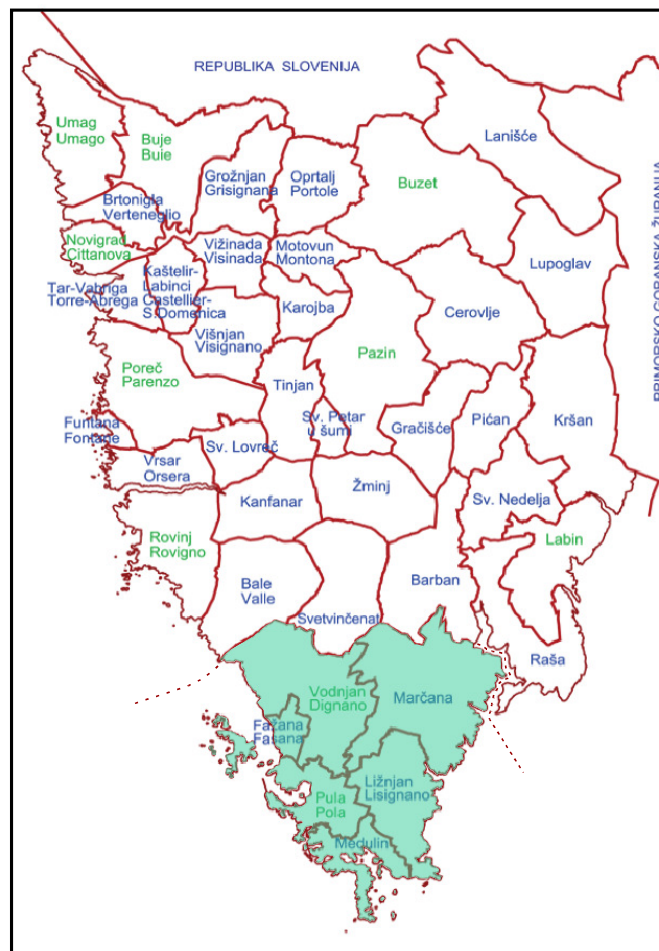 REPUBLIKA SLOVENIJA
PRIMORSKO GORANSKA ŽUPANIJA
Umag
Umago
Buje
Buie
Grožnjan
Grisignana
Oprtalj
Portole
Buzet
Lanišće
Brtonigla
Verteneglio
Novigrad
Cittanova
Vižinada
Visinada
Motovun
Montona
Lupoglav
Tar-Vabriga
Torre-Abrega
Kaštelir-
Labinci
Castellier-
S.Domenica
Karojba
Cerovlje
Višnjan
Visignano
Pazin
Poreč
Parenzo
Tinjan
Sv. Petar
u šumi
Gračišće
Pićan
Kršan
Funtana
Fontane
Sv. Lovreč
Vrsar
Orsera
Kanfanar
Žminj
Sv. Nedelja
Rovinj
Rovigno
Labin
Bale
Valle
Svetvinčenat
Barban
Raša
Vodnjan
Dignano
Marčana
Fažana
Fasana
Ližnjan
Lisignano
Pula
Pola
Medulin